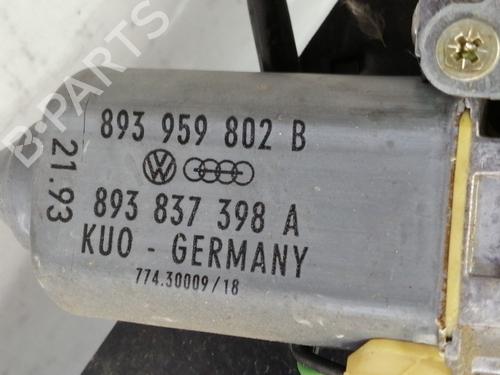 893 959 802 B
21.93
893 837 398 A
KUO - GERMANY
774.30009/18
B-PARTS